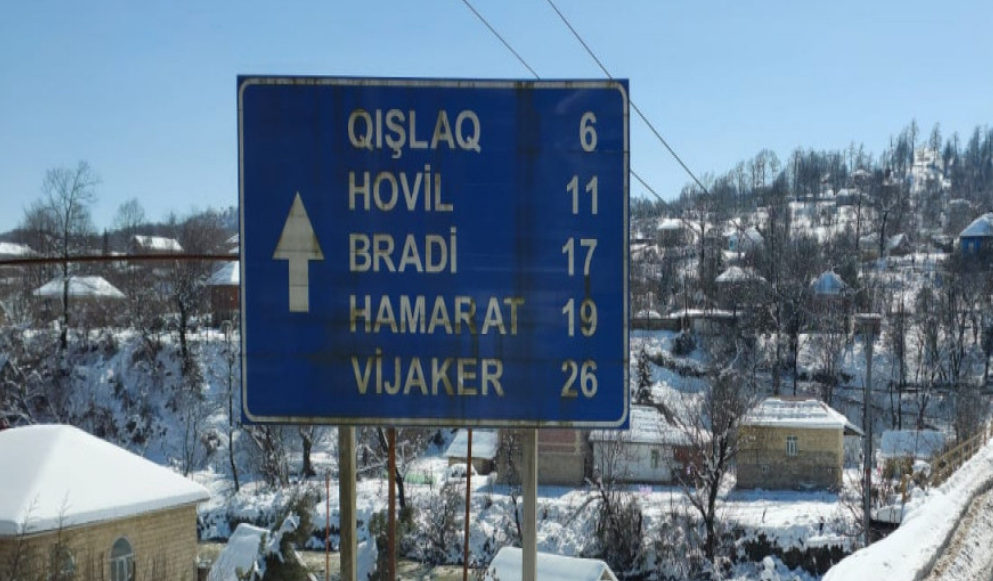 QIŞLAQ 6
HOVİL 11
BRADİ 17
HAMARAT 19
VİJAKER 26